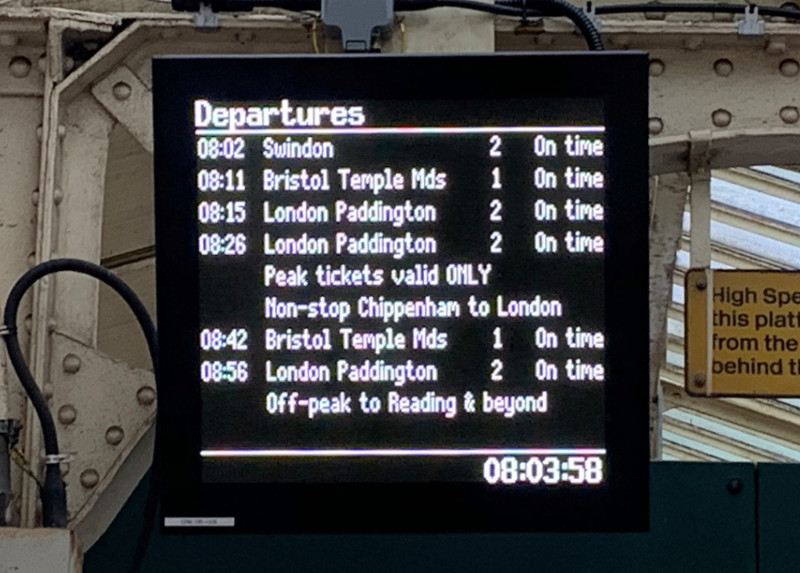 Departures
08:02 Swindon 2 On time
08:11 Bristol Temple Mds 1 On time
08:15 London Paddington 2 On time
08:26 London Paddington 2 On time
Peak tickets valid ONLY
Non-stop Chippenham to London
08:42 Bristol Temple Mds 1 On time
08:56 London Paddington 2 On time
Off-peak to Reading & beyond
08:03:58
High Spe
this platf
from the
behind th